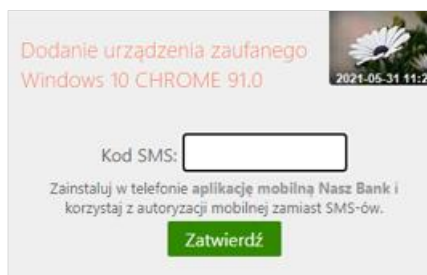 Dodanie urządzenia zaufanego
Windows 10 CHROME 91.0
2021-05-31 11:2
Kod SMS:
Zainstaluj w telefonie aplikację mobilną Nasz Bank i
korzystaj z autoryzacji mobilnej zamiast SMS-ów.
Zatwierdź